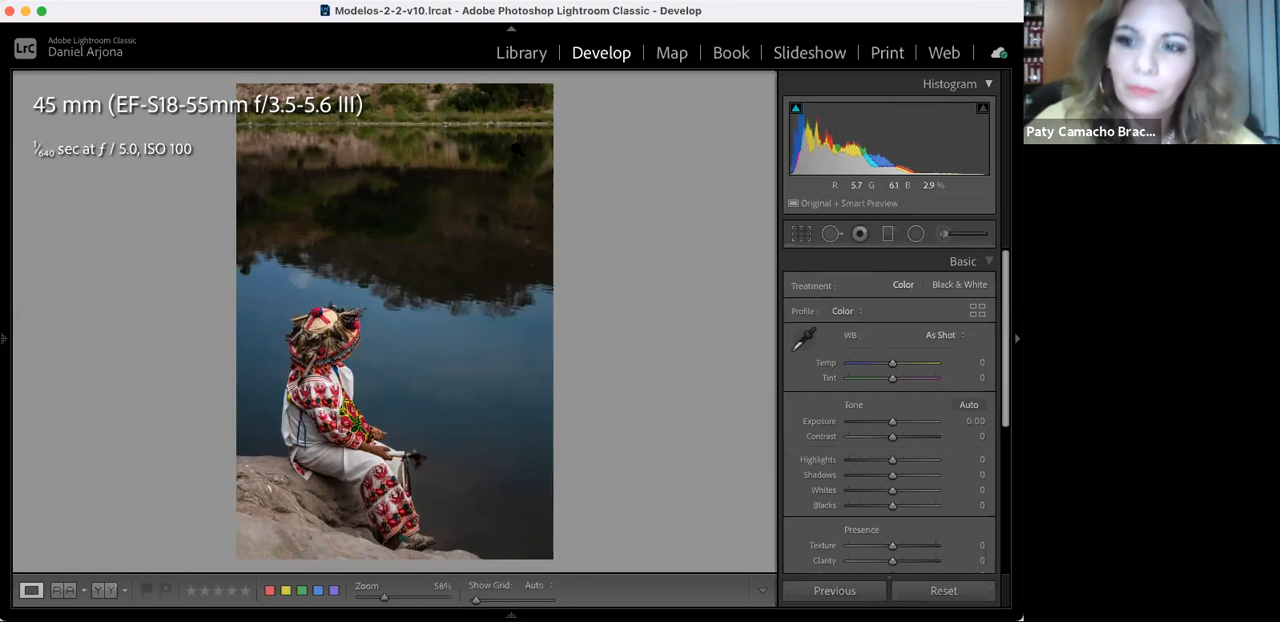 Modelos-2-2-v10.lrcat - Adobe Photoshop Lightroom Classic - Develop
LrC
Adobe Lightroom Classic
Daniel Arjona
Library | Develop | Map | Book | Slideshow | Print | Web
45 mm (EF-S18-55mm f/3.5-5.6 III)
1/640 sec at ƒ / 5.0, ISO 100
Histogram
R 5.7 G 6.1 B 2.9 %
Original + Smart Preview
Basic
Treatment : Color | Black & White
Profile : Color
WB : As Shot
Temp 0
Tint 0
Tone Auto
Exposure 0.00
Contrast 0
Highlights 0
Shadows 0
Whites 0
Blacks 0
Presence
Texture 0
Clarity 0
Previous Reset
R A Y Y Zoom 58% Show Grid: Auto
Paty Camacho Brac...